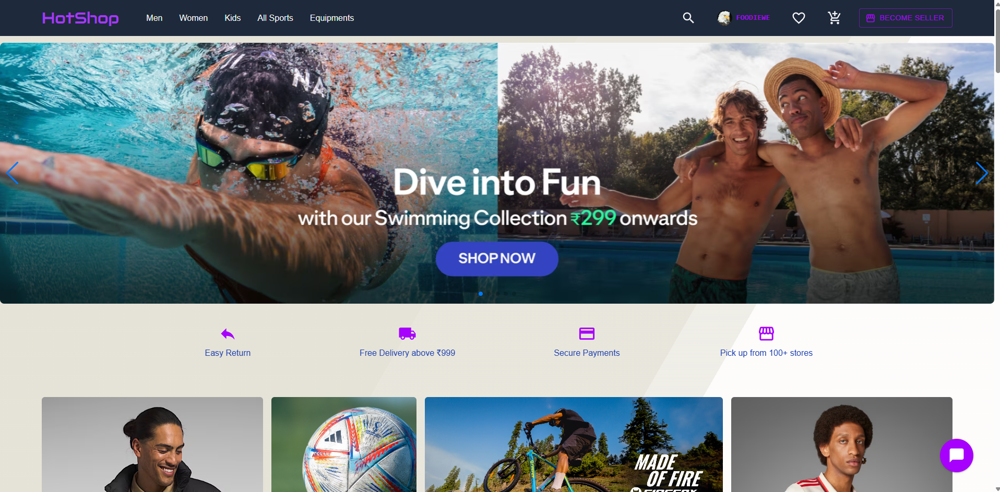 HotShop
Men
Women
Kids
All Sports
Equipments
FOODIEWE
BECOME SELLER
NA
Dive into Fun
with our Swimming Collection ₹299 onwards
SHOP NOW
Easy Return
Free Delivery above ₹999
Secure Payments
Pick up from 100+ stores
MADE
OF FIRE